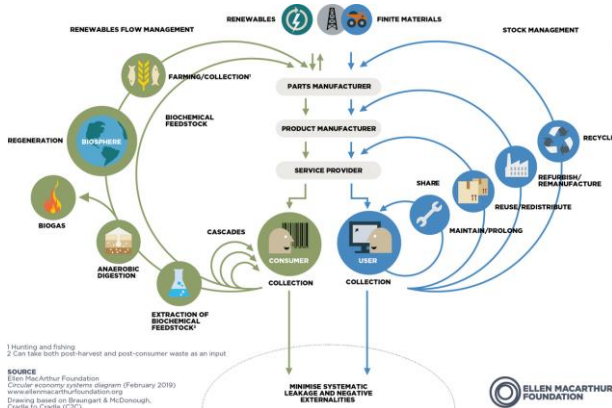 RENEWABLES
FINITE MATERIALS
RENEWABLES FLOW MANAGEMENT
STOCK MANAGEMENT
FARMING/COLLECTION¹
PARTS MANUFACTURER
BIOCHEMICAL
FEEDSTOCK
PRODUCT MANUFACTURER
REGENERATION
BIOSPHERE
RECYCLE
SERVICE PROVIDER
REFURBISH/
REMANUFACTURE
SHARE
REUSE/REDISTRIBUTE
BIOGAS
CASCADES
MAINTAIN/PROLONG
CONSUMER
USER
ANAEROBIC
DIGESTION
COLLECTION
COLLECTION
EXTRACTION OF
BIOCHEMICAL
FEEDSTOCK²
1 Hunting and fishing
2 Can take both post-harvest and post-consumer waste as an input
SOURCE
Ellen MacArthur Foundation
Circular economy systems diagram (February 2019)
www.ellenmacarthurfoundation.org
Drawing based on Braungart & McDonough,
Cradle to Cradle (C2C)
MINIMISE SYSTEMATIC
LEAKAGE AND NEGATIVE
EXTERNALITIES
ELLEN MACARTHUR
FOUNDATION